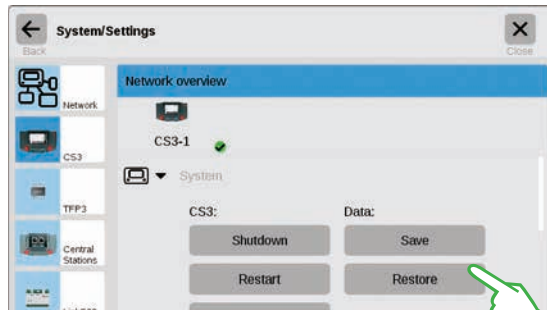 System/Settings
Back
Close
Network
Network overview
CS3-1
CS3
System
TFP3
CS3:
Data:
Shutdown
Save
Central
Stations
Restart
Restore